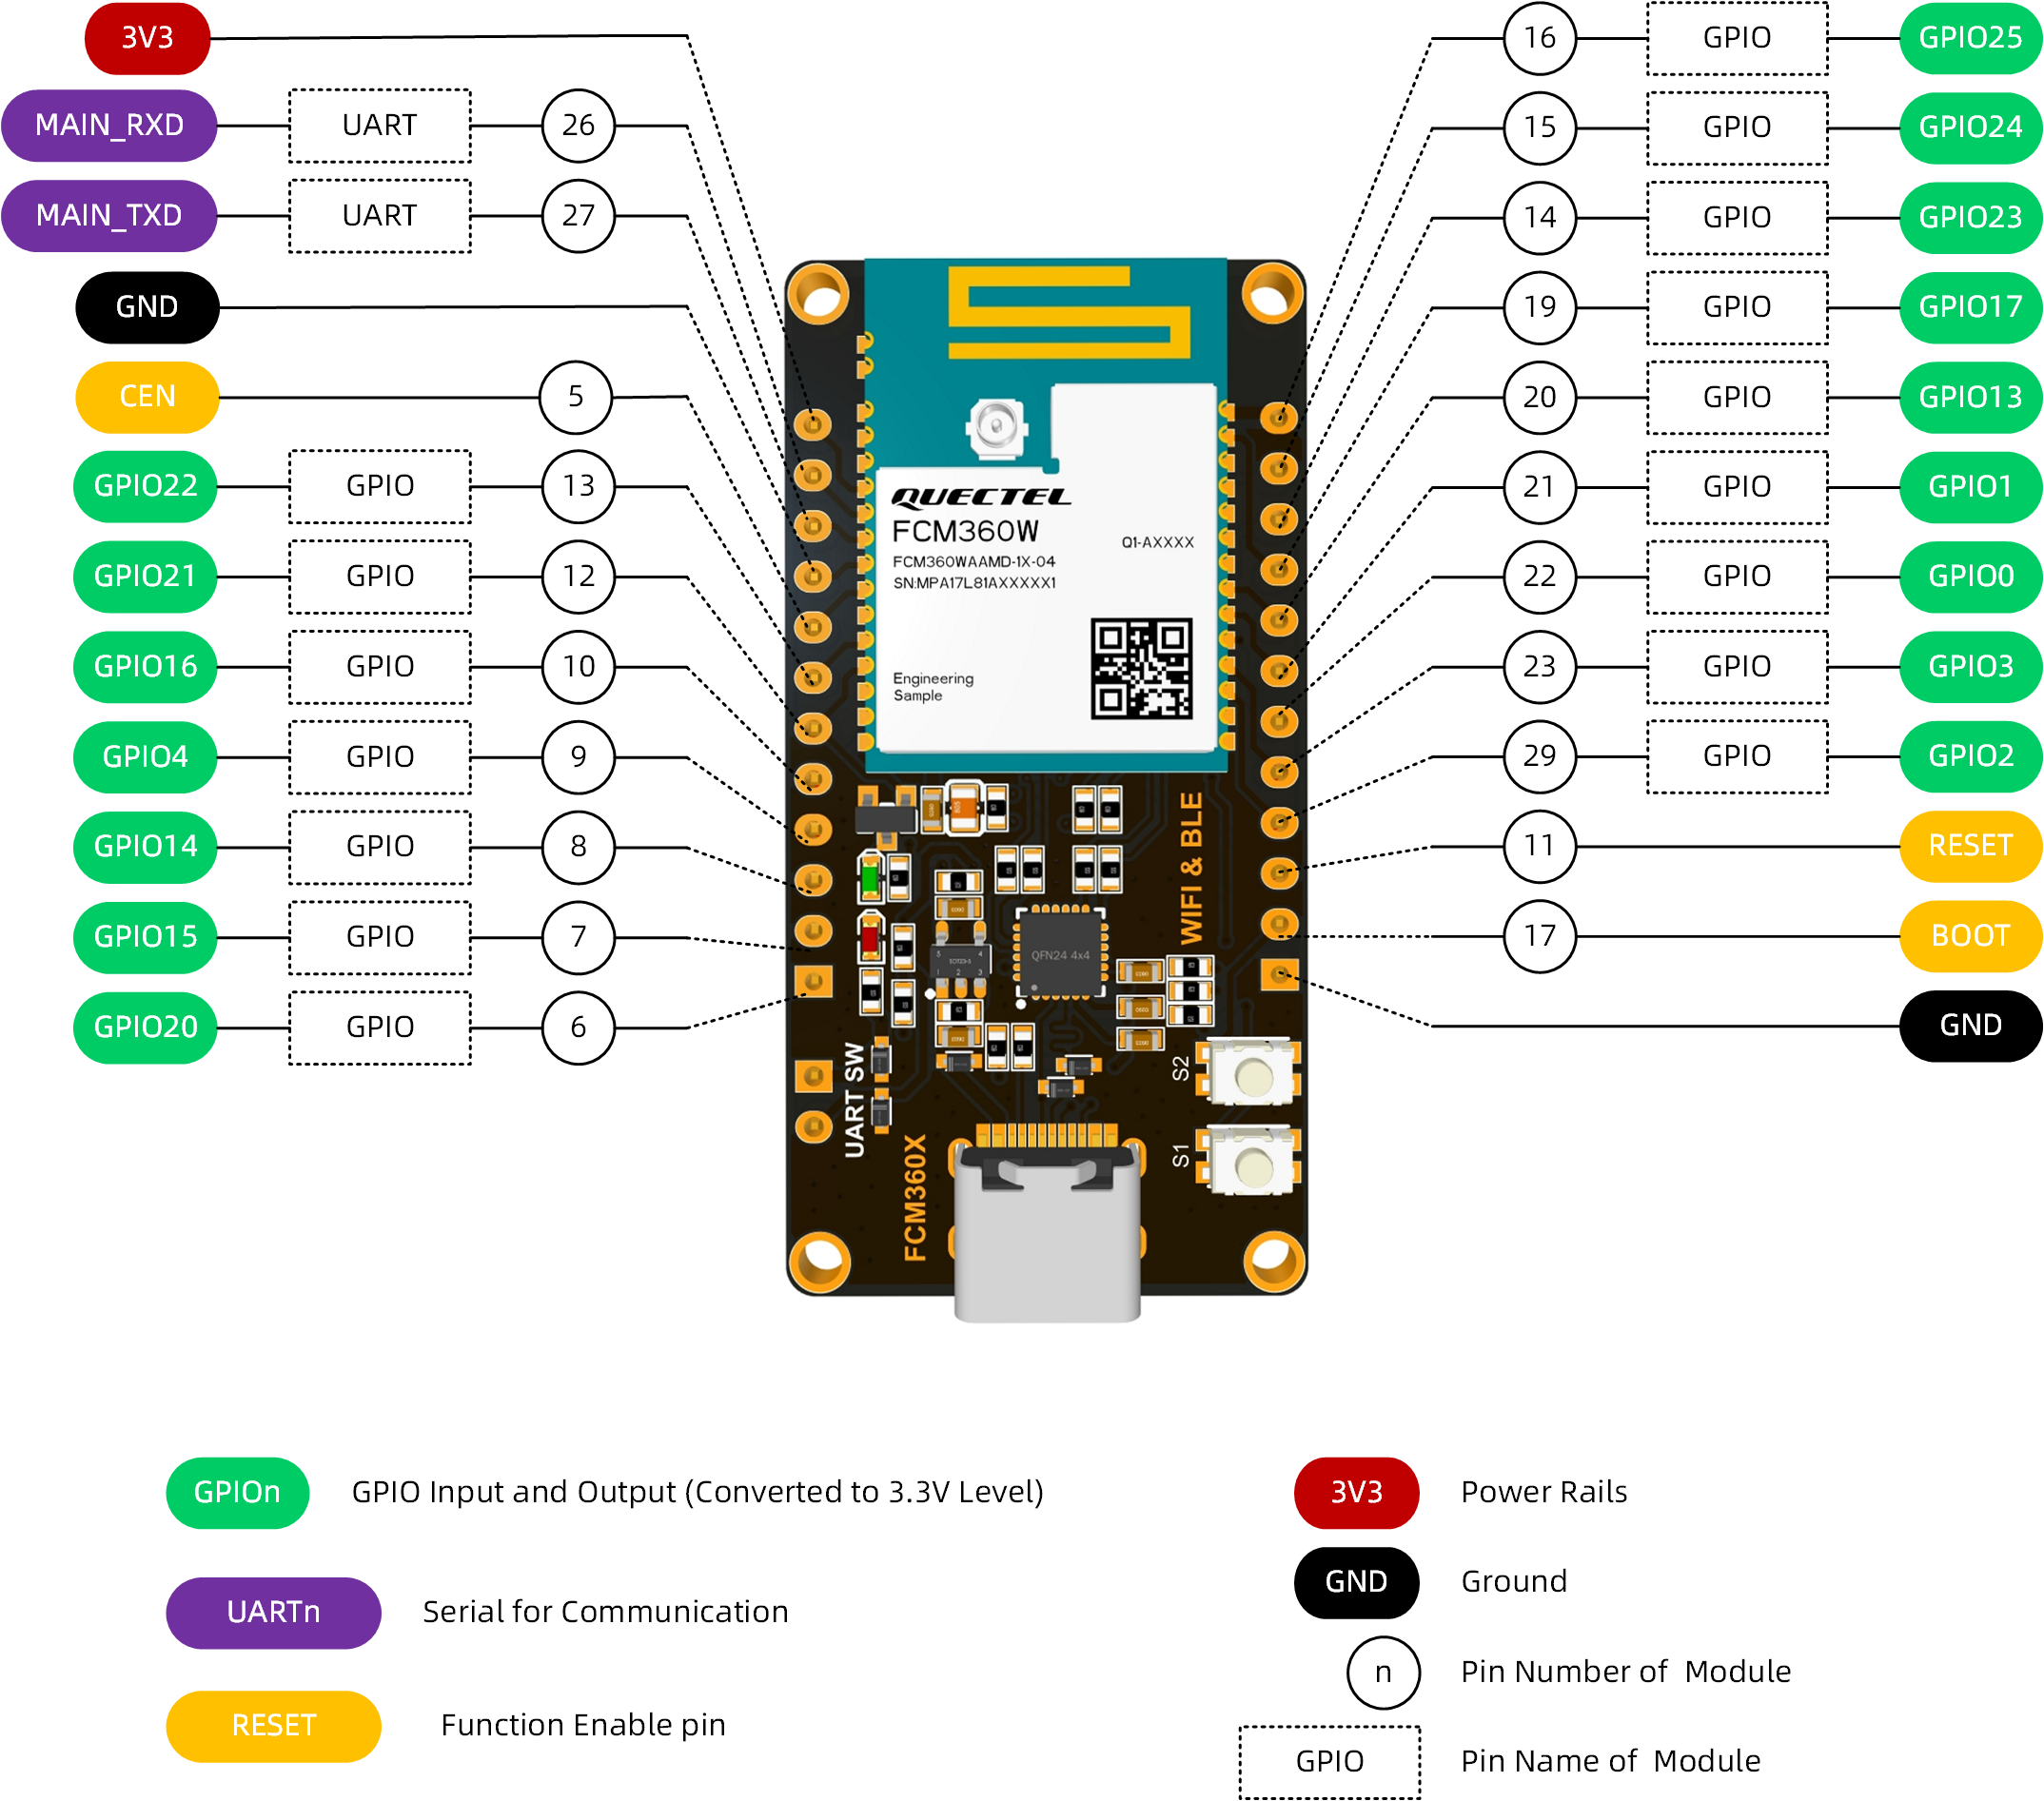 3V3
MAIN_RXD UART 26
MAIN_TXD UART 27
GND
CEN 5
GPIO22 GPIO 13
GPIO21 GPIO 12
GPIO16 GPIO 10
GPIO4 GPIO 9
GPIO14 GPIO 8
GPIO15 GPIO 7
GPIO20 GPIO 6
QUECTEL
FCM360W
Q1-AXXXX
FCM360WAAMD-1X-04
SN:MPA17L81AXXXXX1
Engineering
Sample
WIFI & BLE
QFN24 4x4
UART SW
FCM360X
S2
S1
16 GPIO GPIO25
15 GPIO GPIO24
14 GPIO GPIO23
19 GPIO GPIO17
20 GPIO GPIO13
21 GPIO GPIO1
22 GPIO GPIO0
23 GPIO GPIO3
29 GPIO GPIO2
11 RESET
17 BOOT
GND
GPIOn GPIO Input and Output (Converted to 3.3V Level)
UARTn Serial for Communication
RESET Function Enable pin
3V3 Power Rails
GND Ground
n Pin Number of Module
GPIO Pin Name of Module